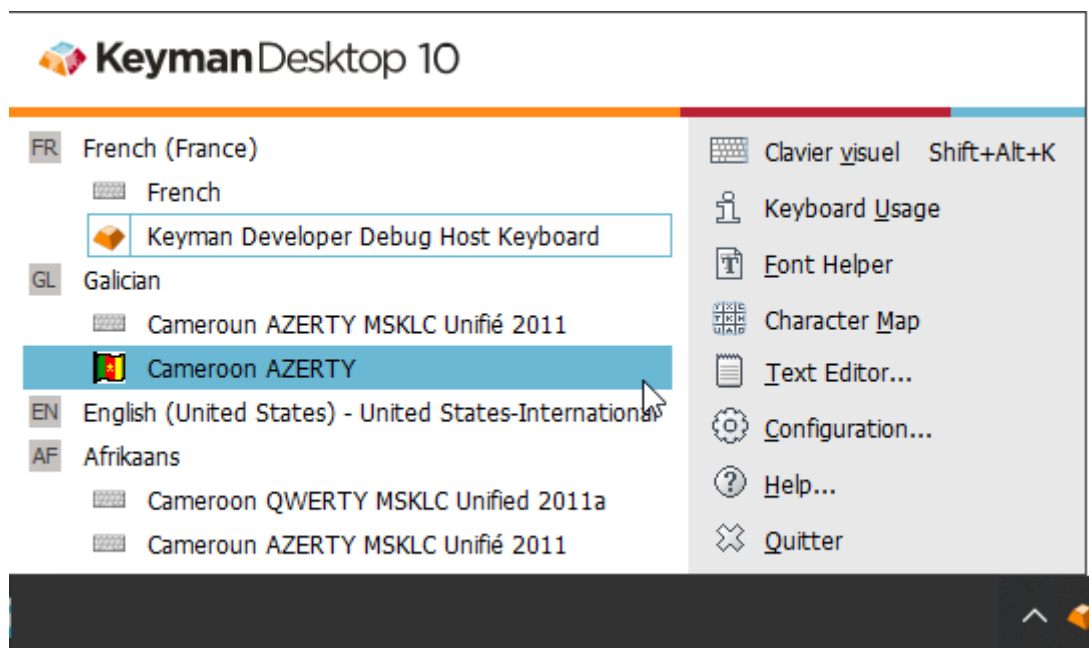 Keyman Desktop 10
FR French (France)
French
Keyman Developer Debug Host Keyboard
GL Galician
Cameroun AZERTY MSKLC Unifié 2011
Cameroon AZERTY
EN English (United States) - United States-International
AF Afrikaans
Cameroon QWERTY MSKLC Unified 2011a
Cameroun AZERTY MSKLC Unifié 2011
Clavier visuel Shift+Alt+K
Keyboard Usage
Font Helper
Character Map
Text Editor...
Configuration...
Help...
Quitter